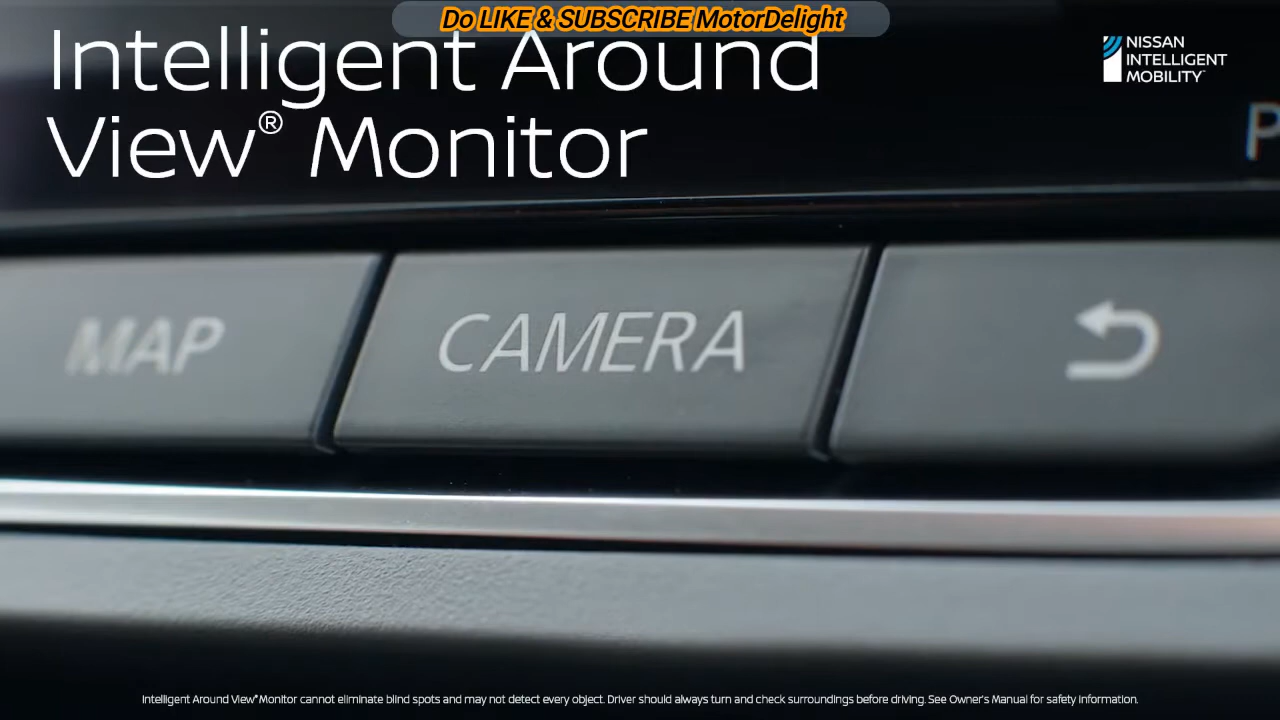 Do LIKE & SUBSCRIBE MotorDelight
Intelligent Around
View® Monitor
NISSAN
INTELLIGENT
MOBILITY
P
MAP
CAMERA
Intelligent Around View® Monitor cannot eliminate blind spots and may not detect every object. Driver should always turn and check surroundings before driving. See Owner's Manual for safety information.